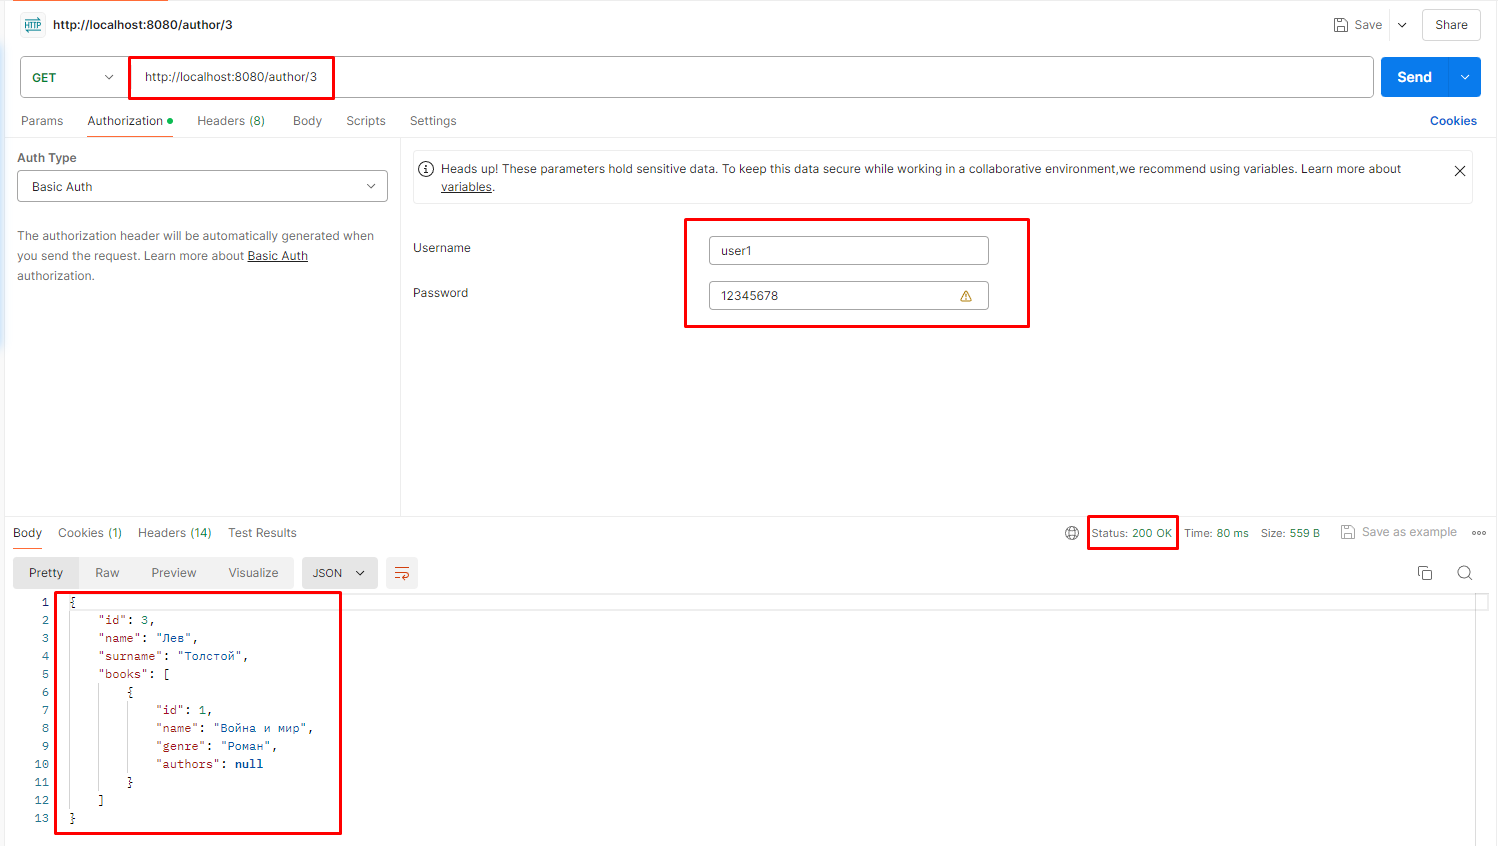 HTTP http://localhost:8080/author/3 Save Share
GET http://localhost:8080/author/3 Send
Params Authorization Headers (8) Body Scripts Settings Cookies
Auth Type
Basic Auth
The authorization header will be automatically generated when
you send the request. Learn more about Basic Auth
authorization.
Heads up! These parameters hold sensitive data. To keep this data secure while working in a collaborative environment,we recommend using variables. Learn more about
variables.
Username user1
Password 12345678
Body Cookies (1) Headers (14) Test Results Status: 200 OK Time: 80 ms Size: 559 B Save as example
Pretty Raw Preview Visualize JSON
1 {
2 "id": 3,
3 "name": "Лев",
4 "surname": "Толстой",
5 "books": [
6 {
7 "id": 1,
8 "name": "Война и мир",
9 "genre": "Роман",
10 "authors": null
11 }
12 ]
13 }